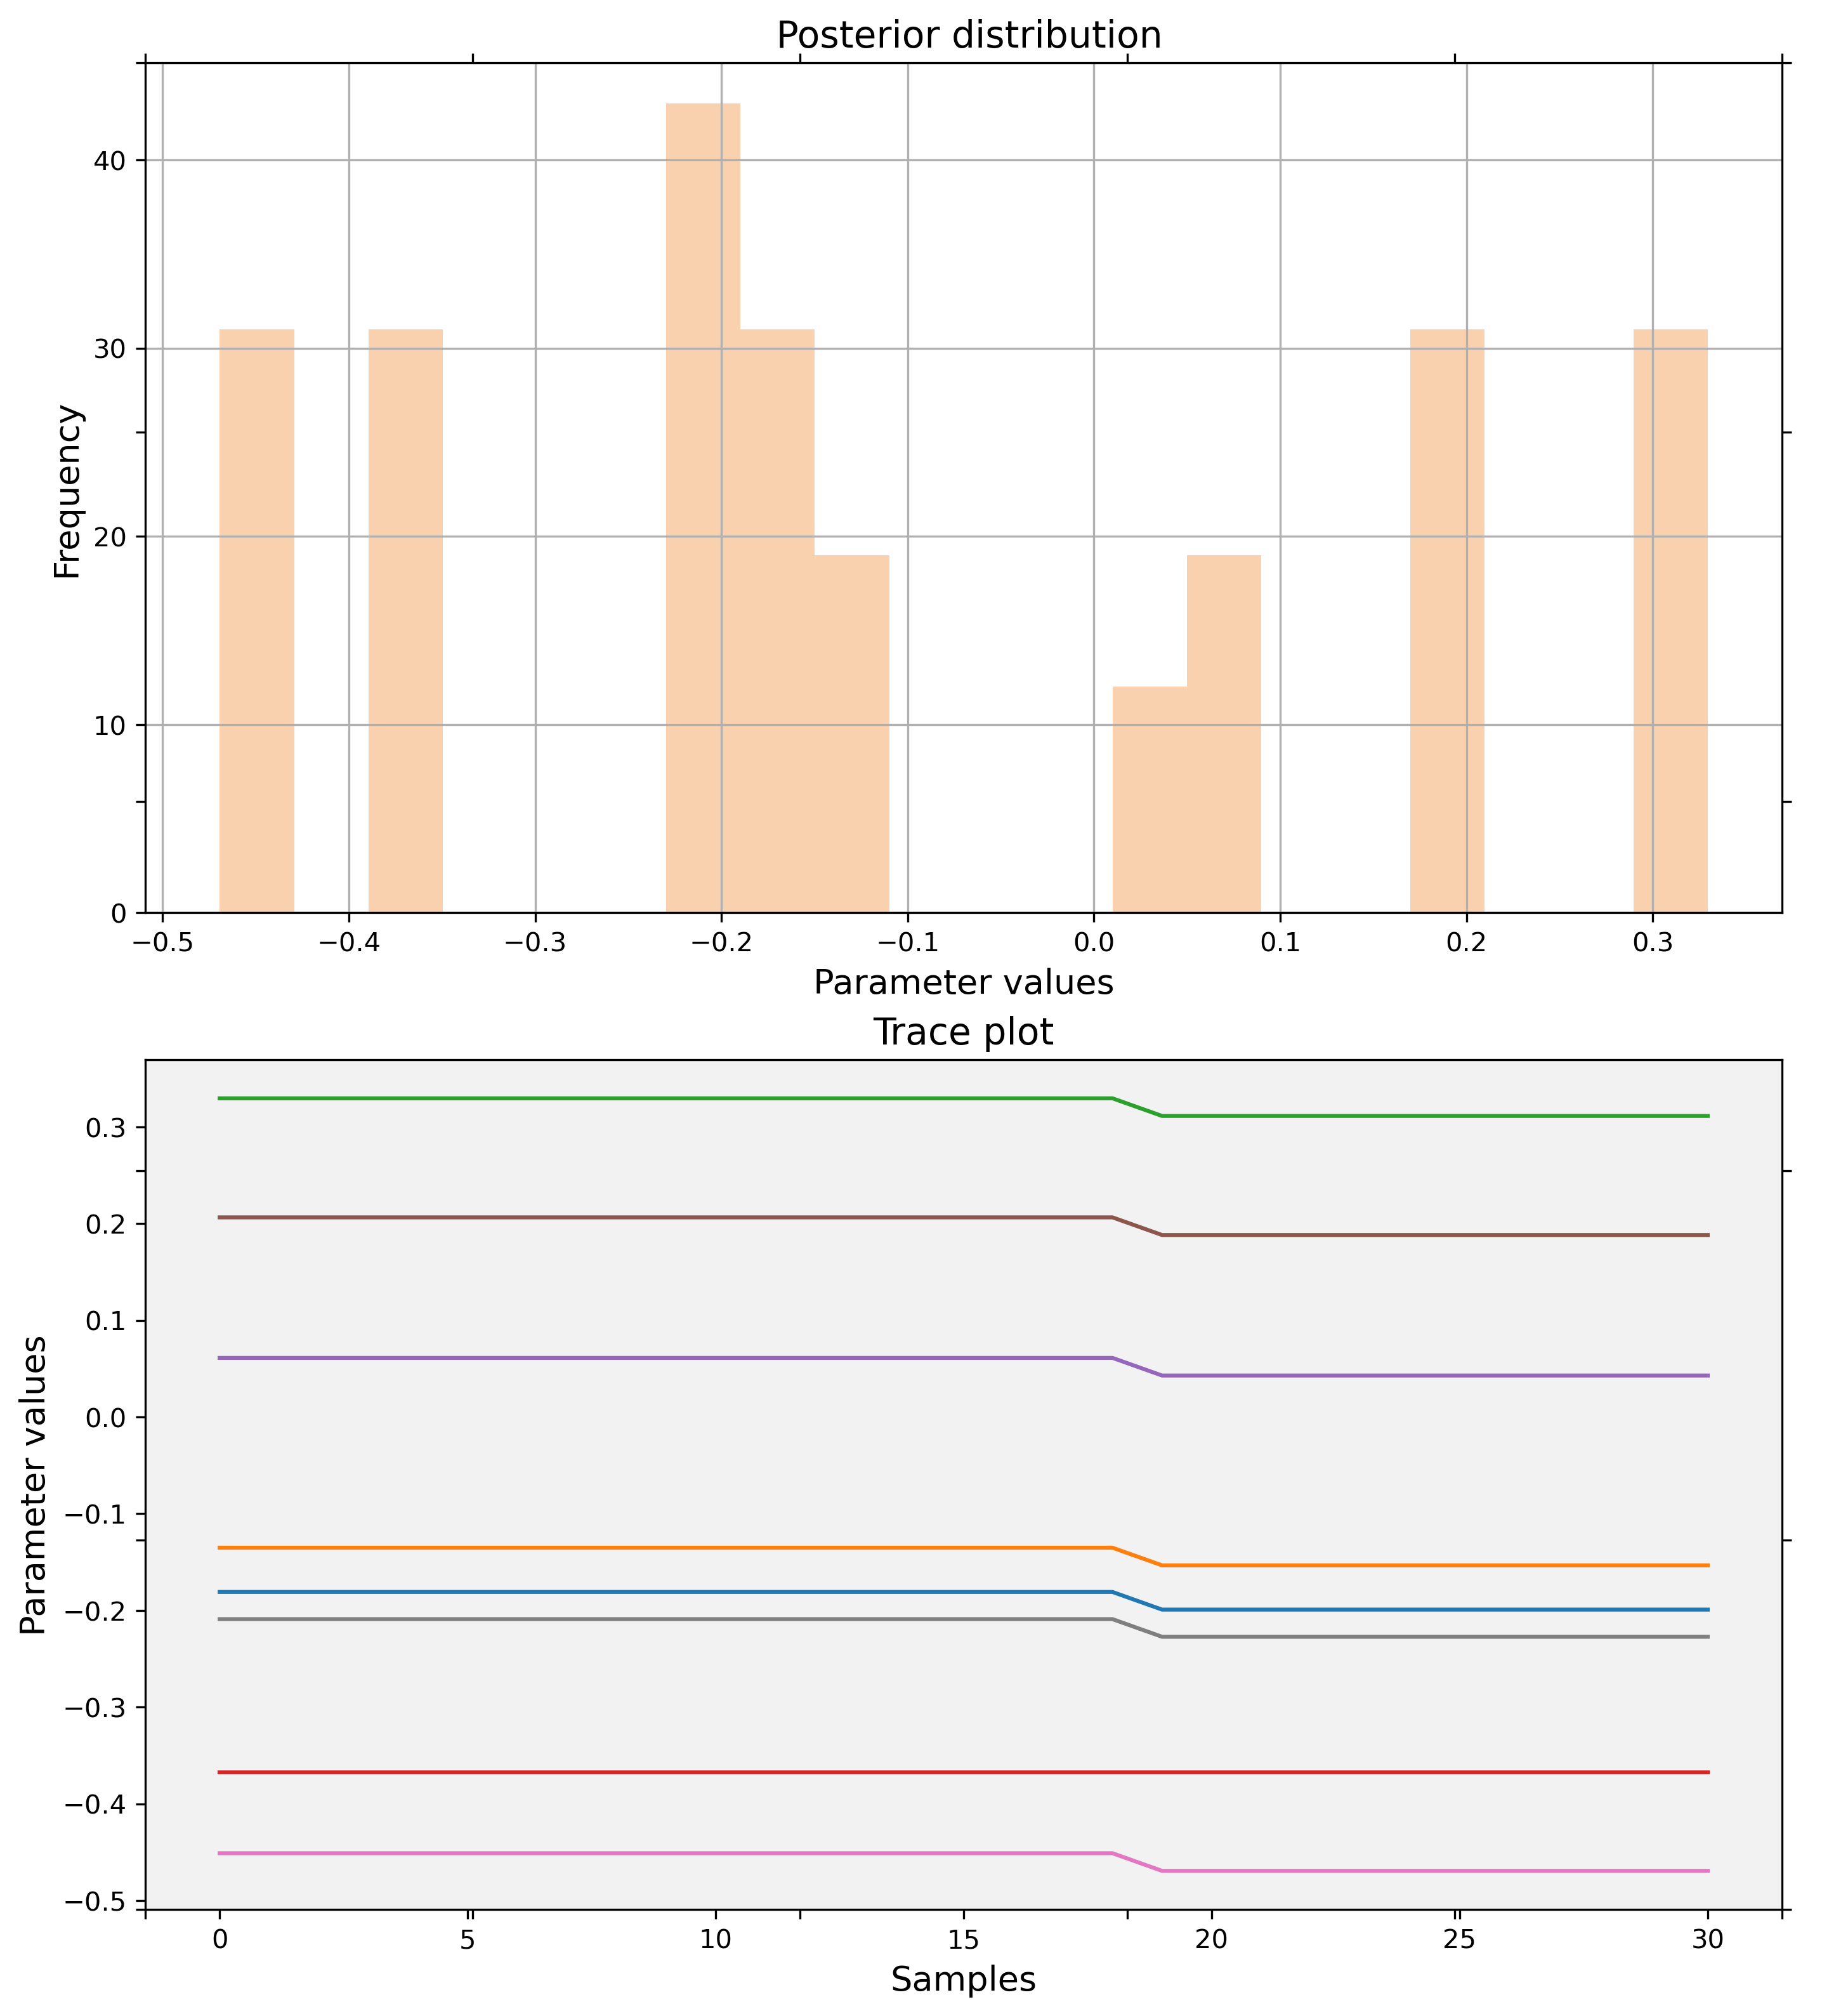 Posterior distribution
Frequency
40
30
20
10
0
−0.5 −0.4 −0.3 −0.2 −0.1 0.0 0.1 0.2 0.3
Parameter values
Trace plot
Parameter values
0.3
0.2
0.1
0.0
−0.1
−0.2
−0.3
−0.4
−0.5
0 5 10 15 20 25 30
Samples